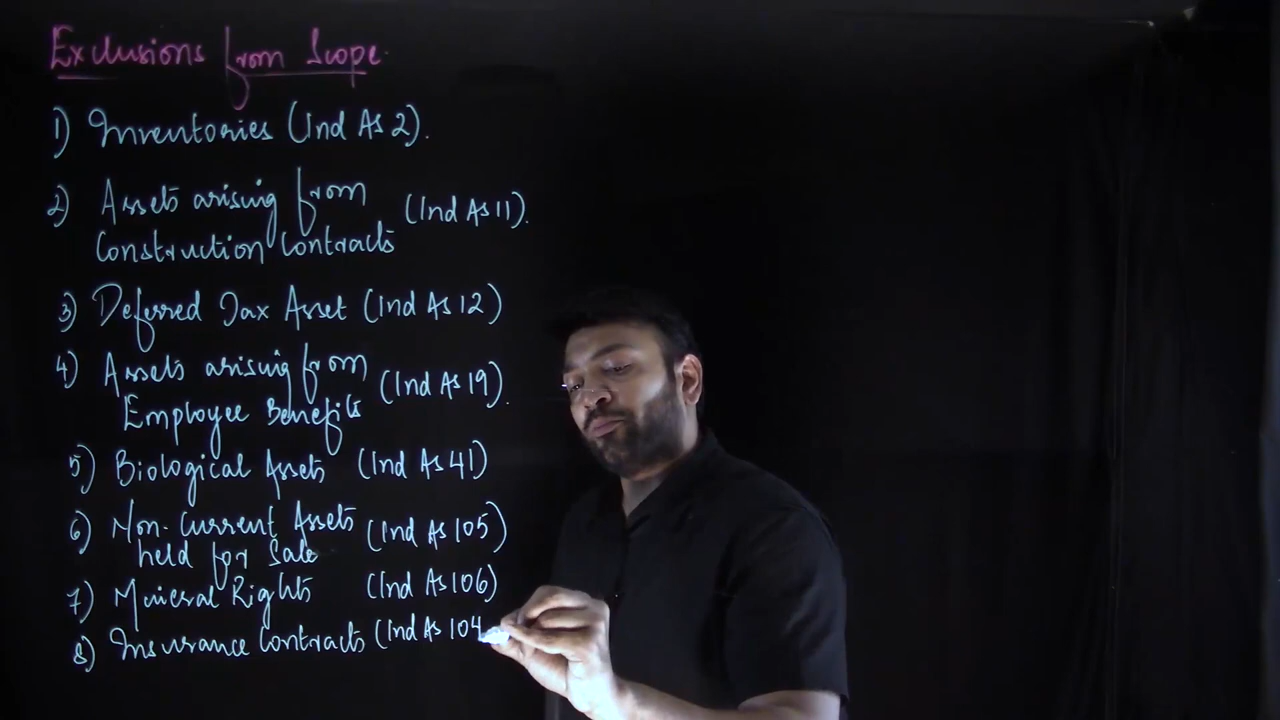 Exclusions from Scope
1) Inventories (Ind AS 2).
2) Assets arising from
Construction Contracts (Ind AS 11).
3) Deferred Tax Asset (Ind AS 12)
4) Assets arising from
Employee Benefits (Ind AS 19).
5) Biological Assets (Ind AS 41)
6) Non-Current Assets
held for Sale (Ind AS 105)
7) Mineral Rights (Ind AS 106)
8) Insurance Contracts (Ind AS 104